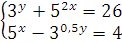 3^y + 5^{2x} = 26
5^x − 3^{0,5y} = 4